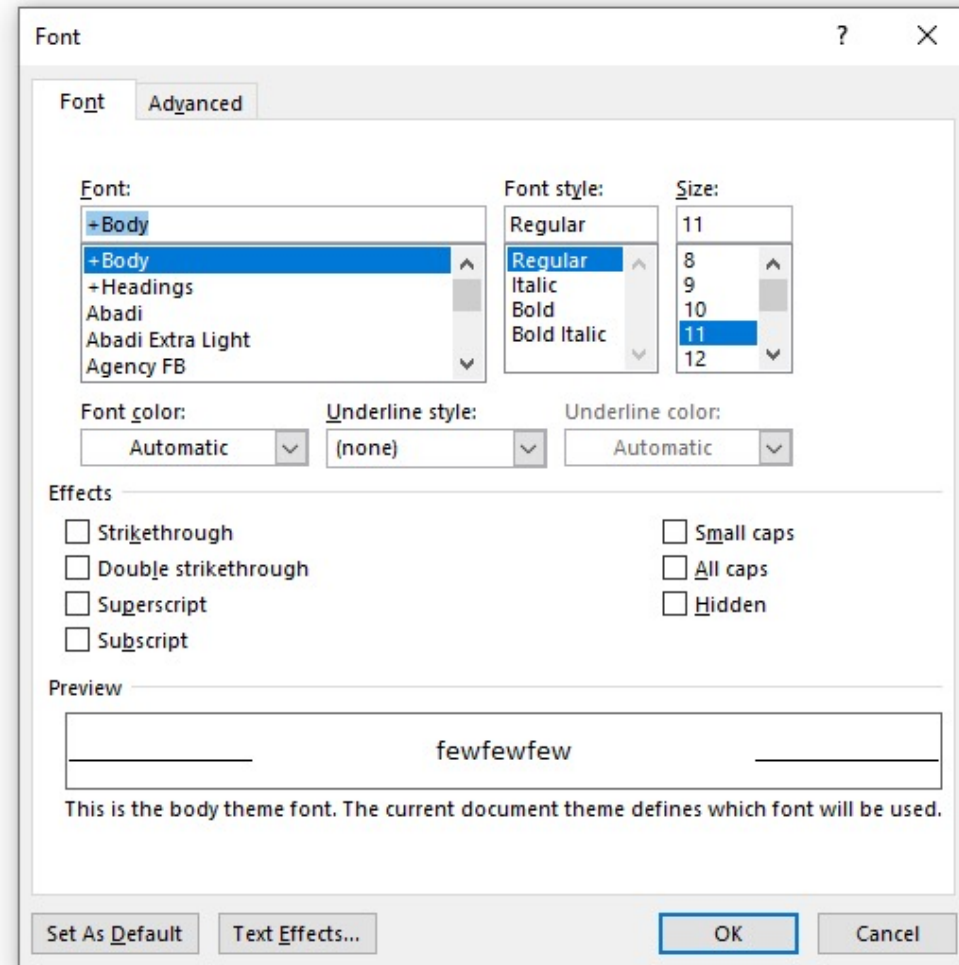 Font ?
Font Advanced
Font: Font style: Size:
+Body Regular 11
+Body Regular 8
+Headings Italic 9
Abadi Bold 10
Abadi Extra Light Bold Italic 11
Agency FB 12
Font color: Underline style: Underline color:
Automatic (none) Automatic
Effects
Strikethrough Small caps
Double strikethrough All caps
Superscript Hidden
Subscript
Preview
fewfewfew
This is the body theme font. The current document theme defines which font will be used.
Set As Default Text Effects... OK Cancel